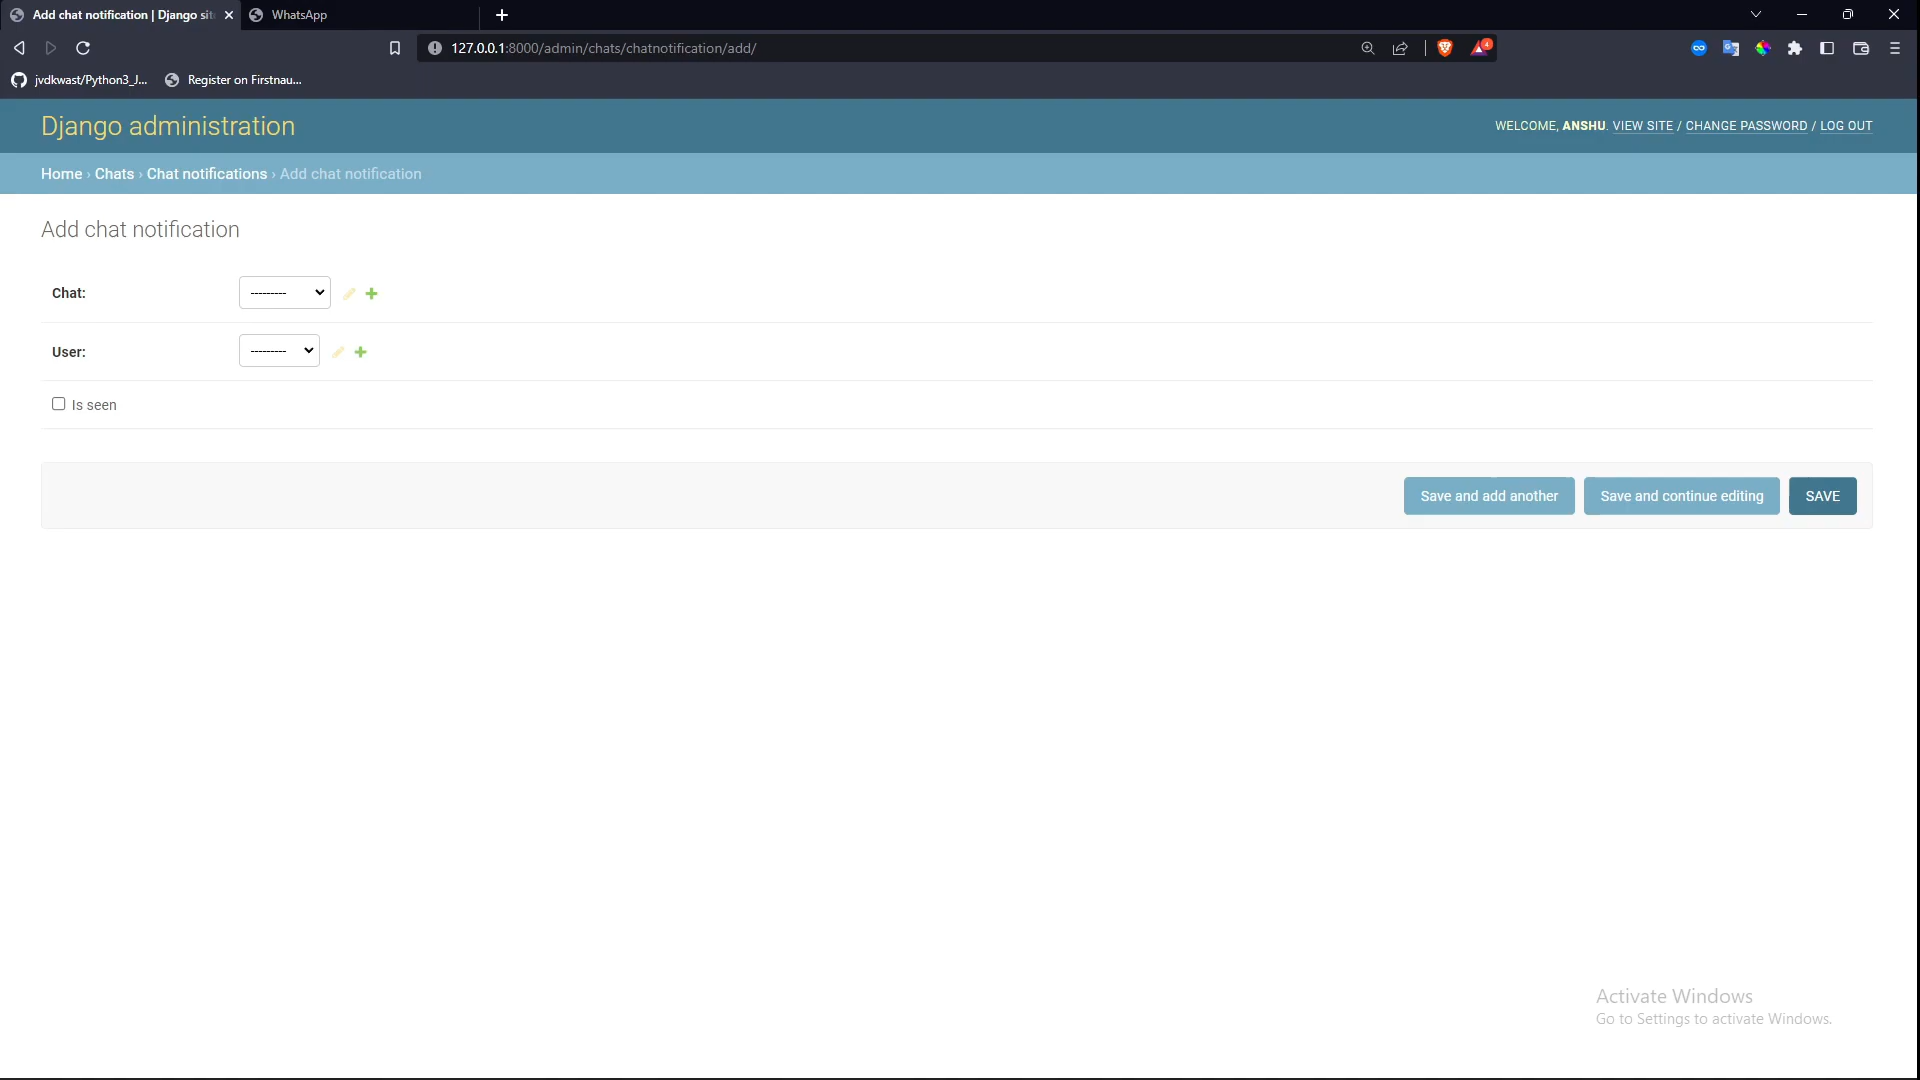 Add chat notification | Django sit
WhatsApp
127.0.0.1:8000/admin/chats/chatnotification/add/
4
jvdkwast/Python3_J...
Register on Firstnau...
Django administration
WELCOME, ANSHU. VIEW SITE / CHANGE PASSWORD / LOG OUT
Home › Chats › Chat notifications › Add chat notification
Add chat notification
Chat:
---------
User:
---------
Is seen
Save and add another
Save and continue editing
SAVE
Activate Windows
Go to Settings to activate Windows.